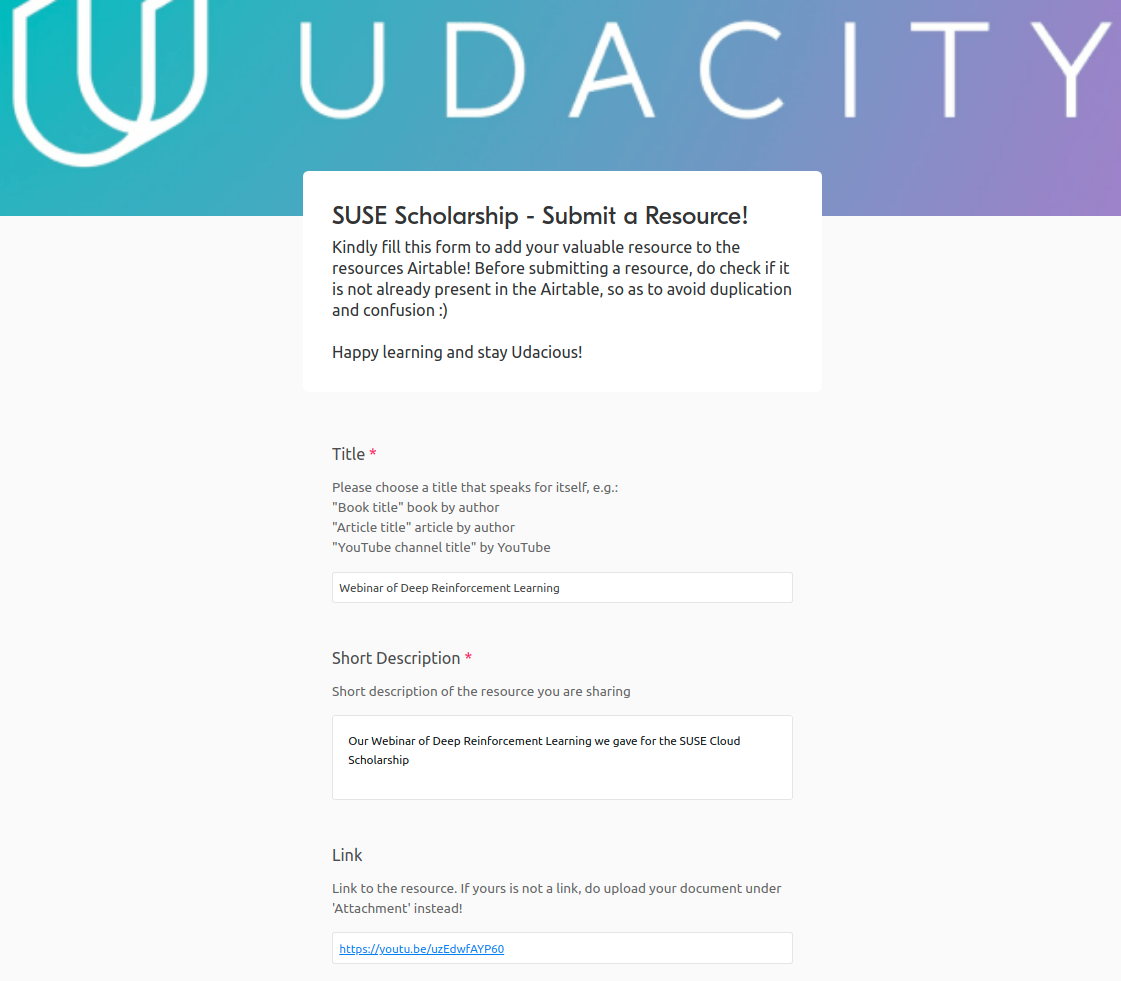 UDACITY
SUSE Scholarship - Submit a Resource!
Kindly fill this form to add your valuable resource to the
resources Airtable! Before submitting a resource, do check if it
is not already present in the Airtable, so as to avoid duplication
and confusion :)
Happy learning and stay Udacious!
Title *
Please choose a title that speaks for itself, e.g.:
"Book title" book by author
"Article title" article by author
"YouTube channel title" by YouTube
Webinar of Deep Reinforcement Learning
Short Description *
Short description of the resource you are sharing
Our Webinar of Deep Reinforcement Learning we gave for the SUSE Cloud
Scholarship
Link
Link to the resource. If yours is not a link, do upload your document under
'Attachment' instead!
https://youtu.be/uzEdwfAYP60